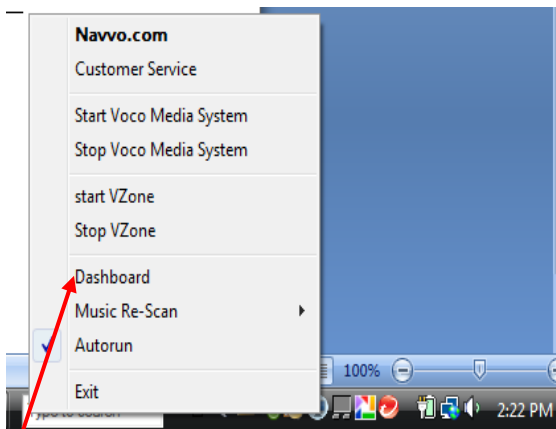 Navvo.com
Customer Service
Start Voco Media System
Stop Voco Media System
start VZone
Stop VZone
Dashboard
Music Re-Scan
Autorun
100%
Exit
2:22 PM